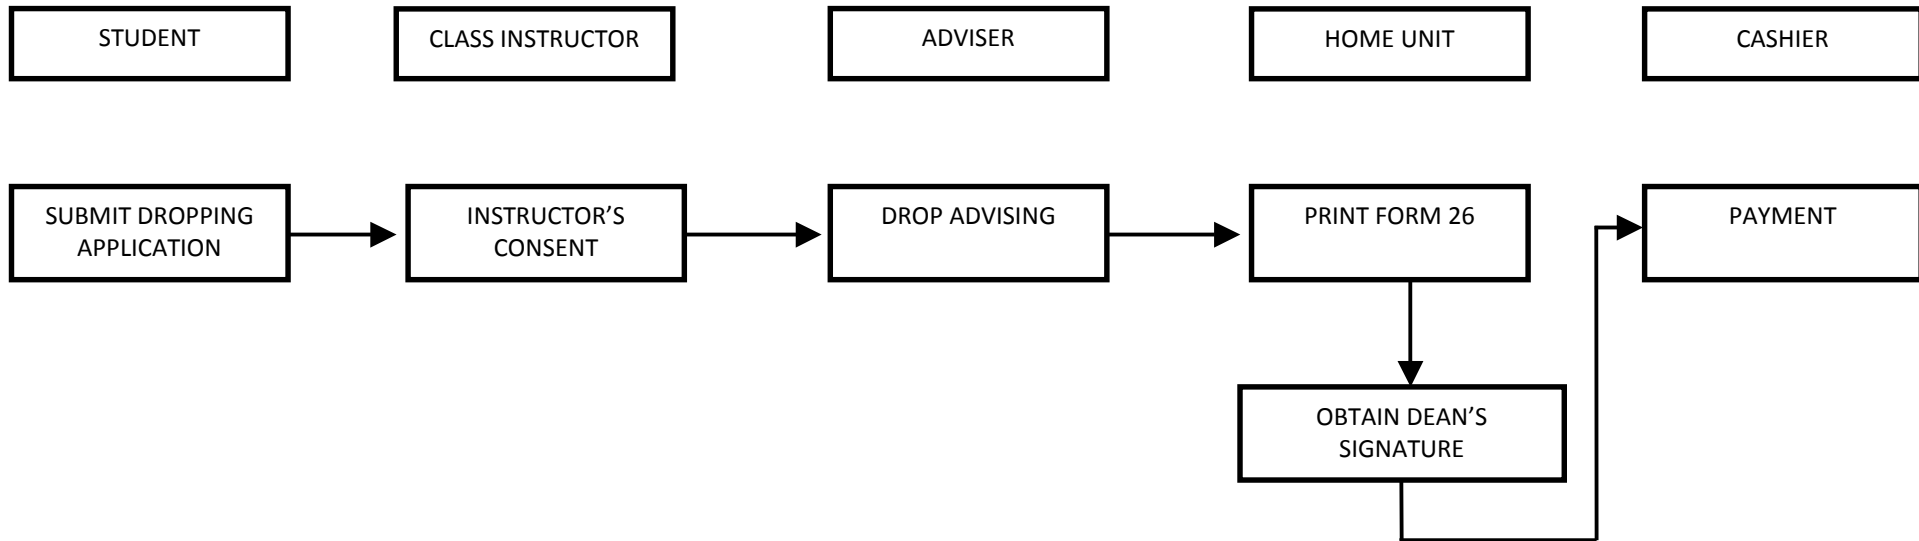 STUDENT
CLASS INSTRUCTOR
ADVISER
HOME UNIT
CASHIER
SUBMIT DROPPING
APPLICATION
INSTRUCTOR’S
CONSENT
DROP ADVISING
PRINT FORM 26
PAYMENT
OBTAIN DEAN’S
SIGNATURE